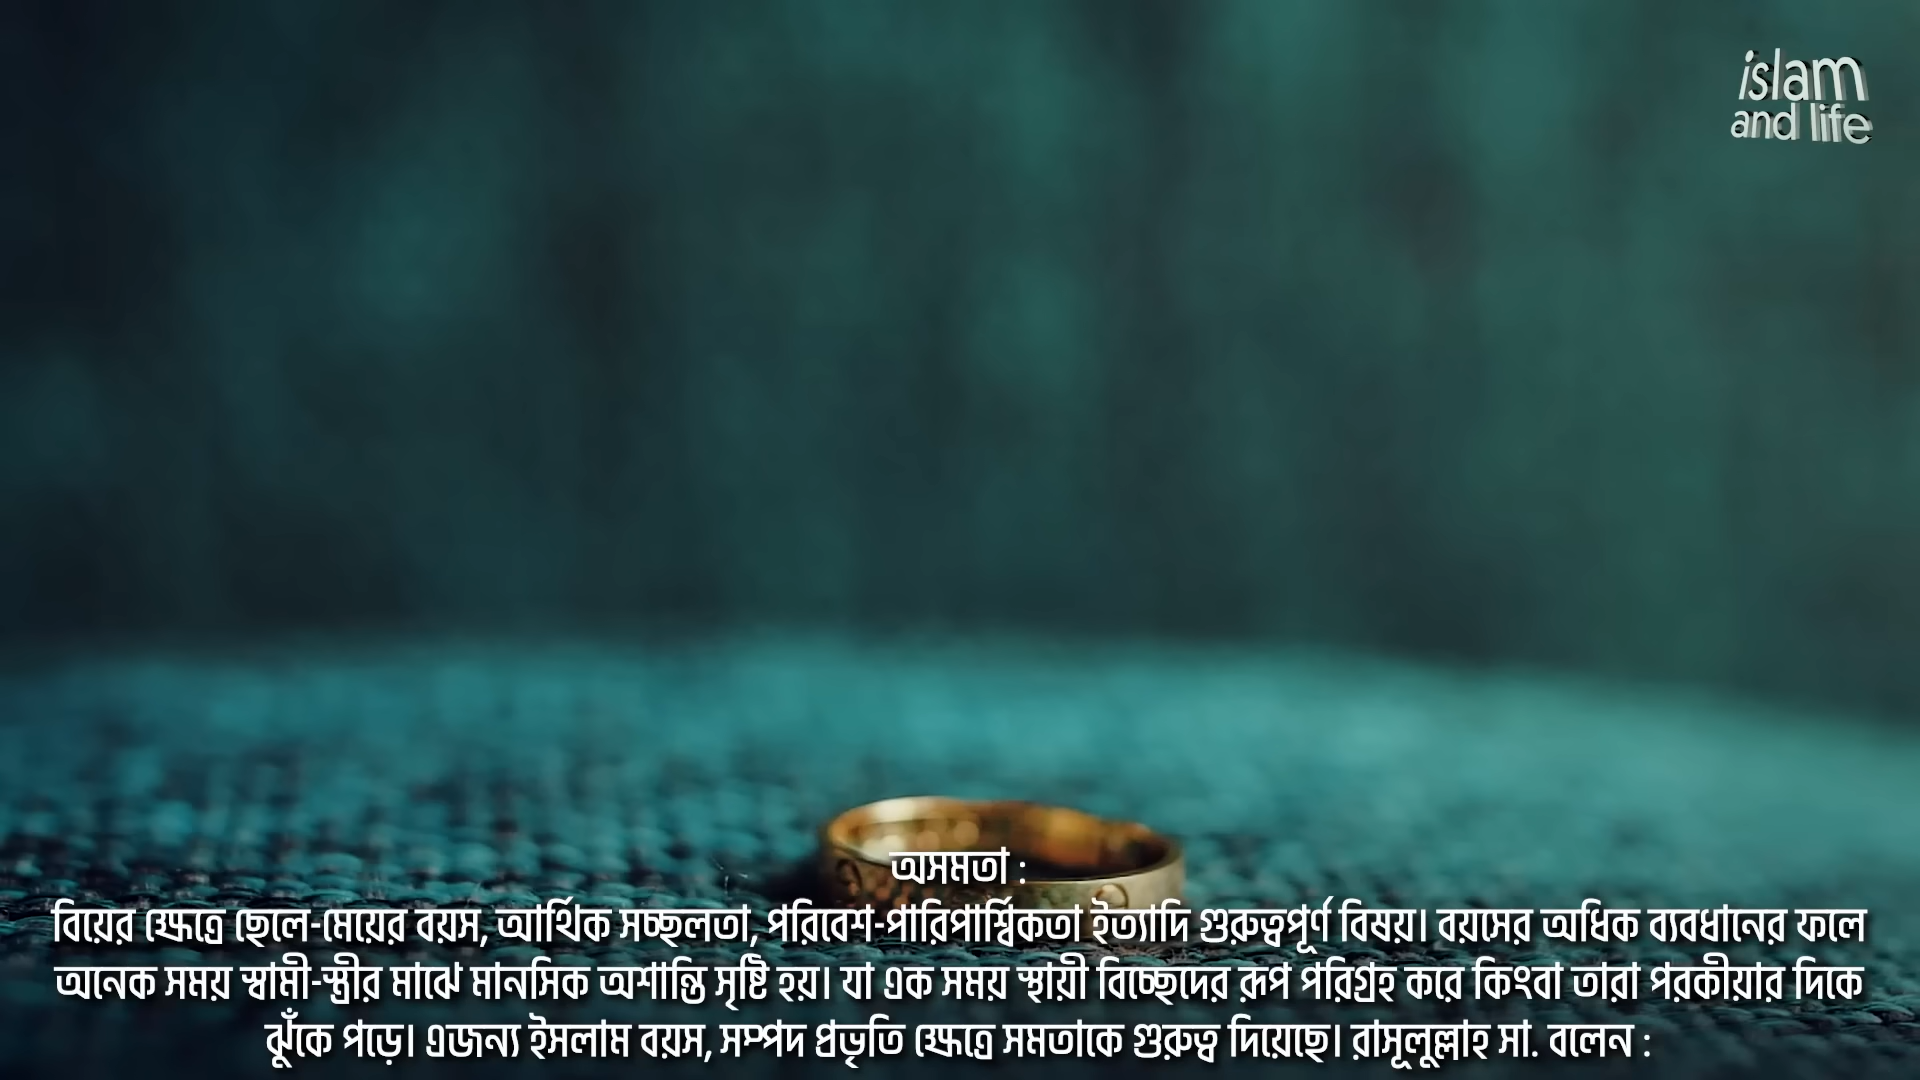 islam
and life
অসমতা :
বিয়ের ক্ষেত্রে ছেলে-মেয়ের বয়স, আর্থিক সচ্ছলতা, পরিবেশ-পারিপার্শ্বিকতা ইত্যাদি গুরুত্বপূর্ণ বিষয়। বয়সের অধিক ব্যবধানের ফলে
অনেক সময় স্বামী-স্ত্রীর মাঝে মানসিক অশান্তি সৃষ্টি হয়। যা এক সময় স্থায়ী বিচ্ছেদের রূপ পরিগ্রহ করে কিংবা তারা পরকীয়ার দিকে
ঝুঁকে পড়ে। এজন্য ইসলাম বয়স, সম্পদ প্রভৃতি ক্ষেত্রে সমতাকে গুরুত্ব দিয়েছে। রাসূলুল্লাহ সা. বলেন :